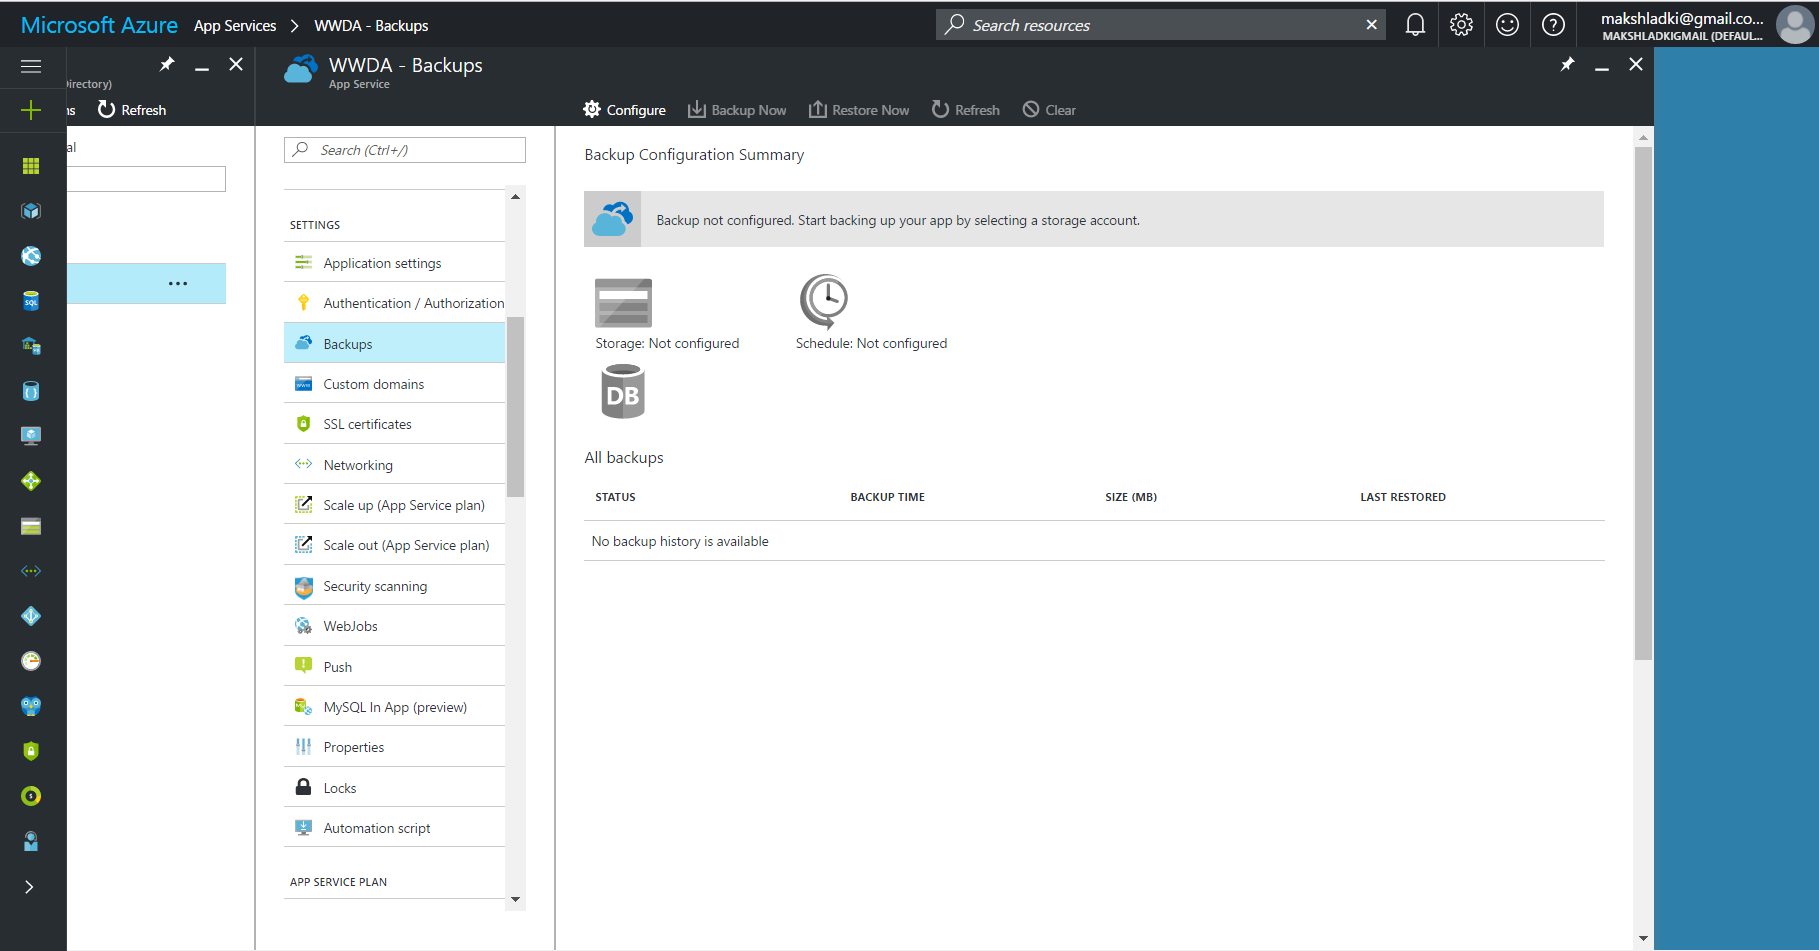 Microsoft Azure App Services WWDA - Backups
Search resources
makshladki@gmail.co...
MAKSHLADKIGMAIL (DEFAUL...
irectory)
ns Refresh
al
...
WWDA - Backups
App Service
Search (Ctrl+/)
SETTINGS
Application settings
Authentication / Authorization
Backups
Custom domains
SSL certificates
Networking
Scale up (App Service plan)
Scale out (App Service plan)
Security scanning
WebJobs
Push
MySQL In App (preview)
Properties
Locks
Automation script
APP SERVICE PLAN
Configure Backup Now Restore Now Refresh Clear
Backup Configuration Summary
Backup not configured. Start backing up your app by selecting a storage account.
Storage: Not configured
Schedule: Not configured
DB
All backups
STATUS BACKUP TIME SIZE (MB) LAST RESTORED
No backup history is available
SQL
www